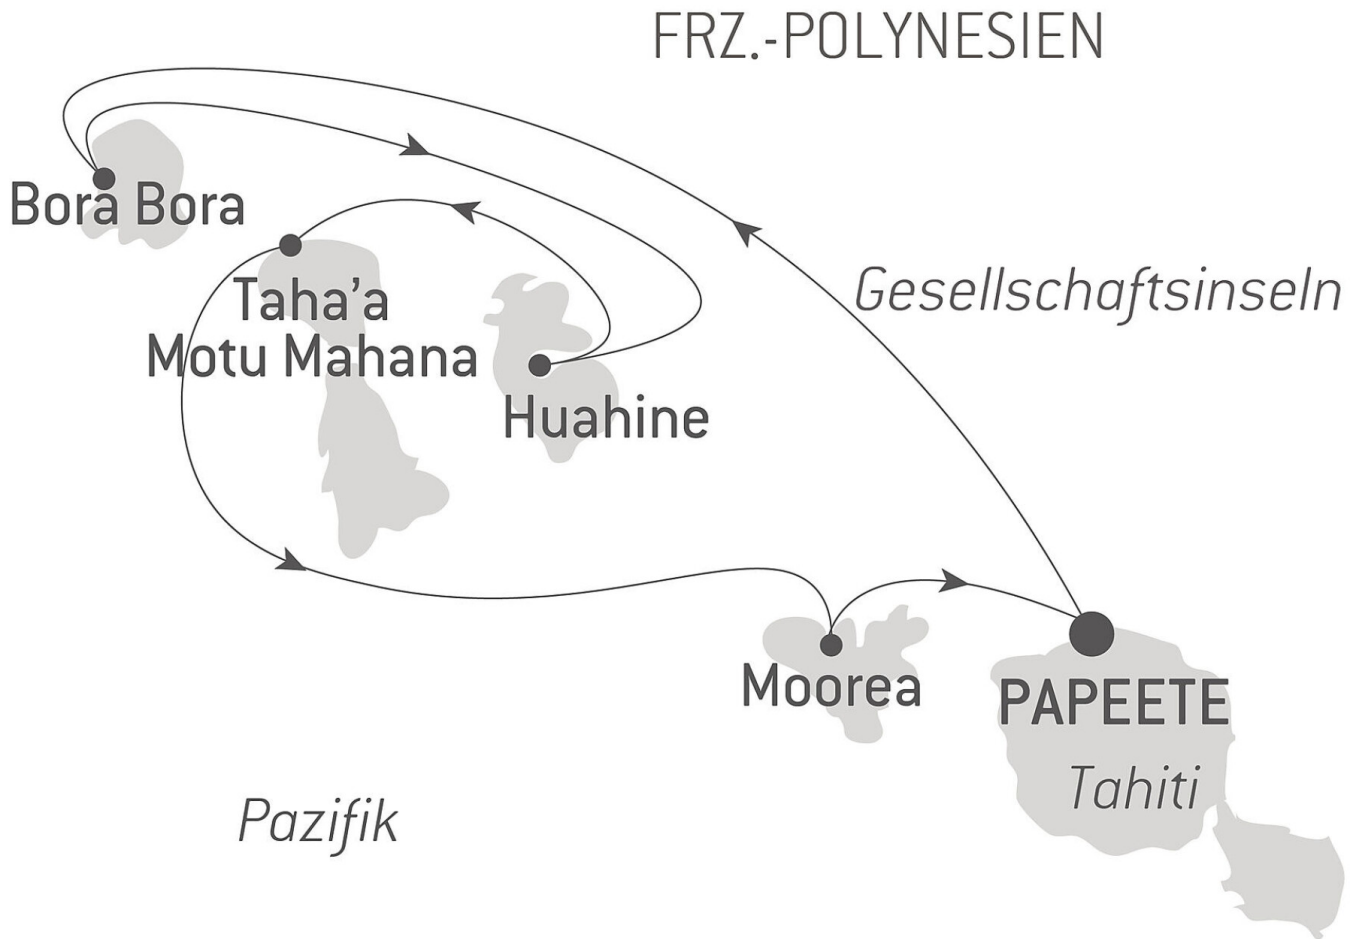 FRZ.-POLYNESIEN
Bora Bora
Gesellschaftsinseln
Taha’a
Motu Mahana
Huahine
Moorea
PAPEETE
Tahiti
Pazifik